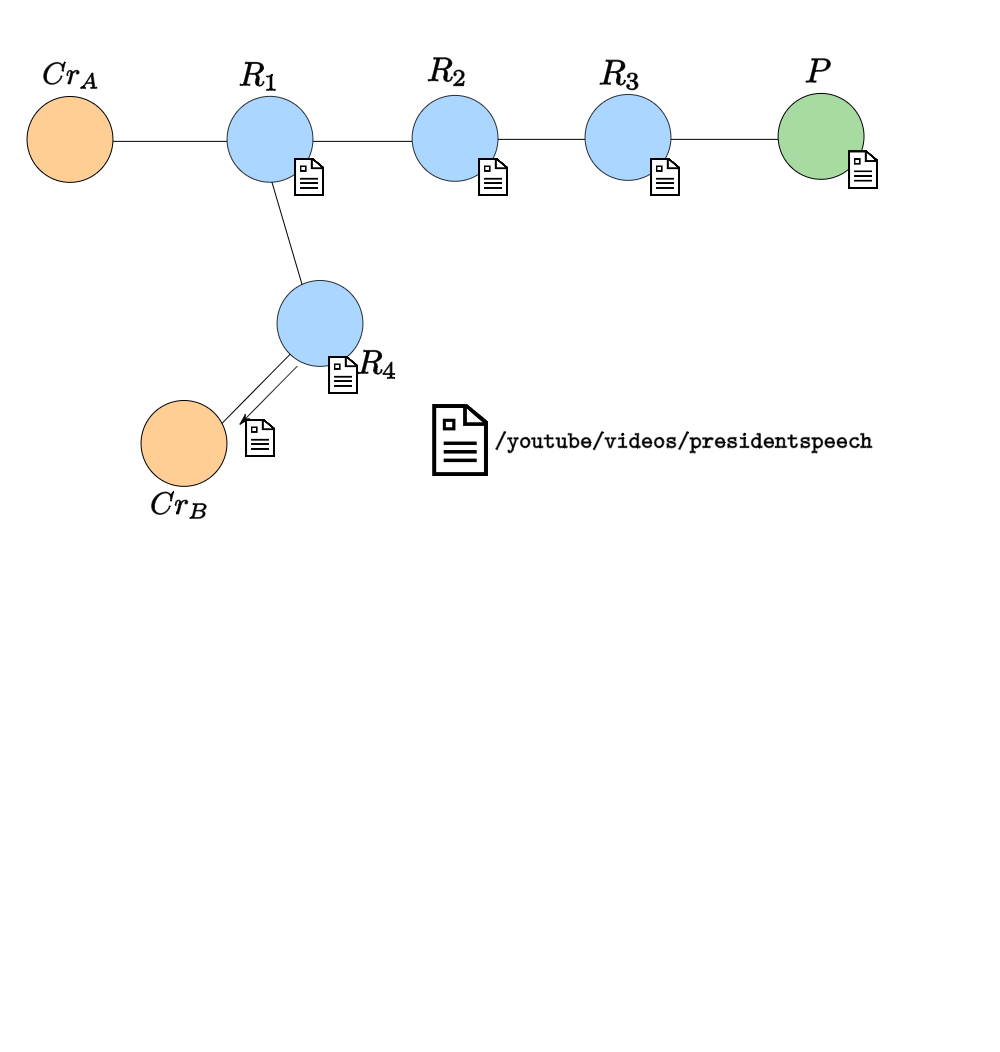 Cr_A
R_1
R_2
R_3
P
R_4
/youtube/videos/presidentspeech
Cr_B